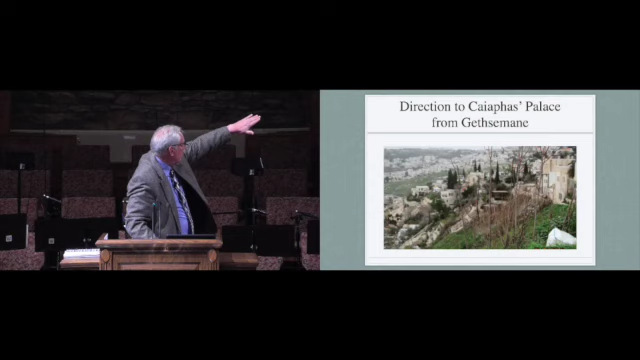 Direction to Caiaphas’ Palace
from Gethsemane